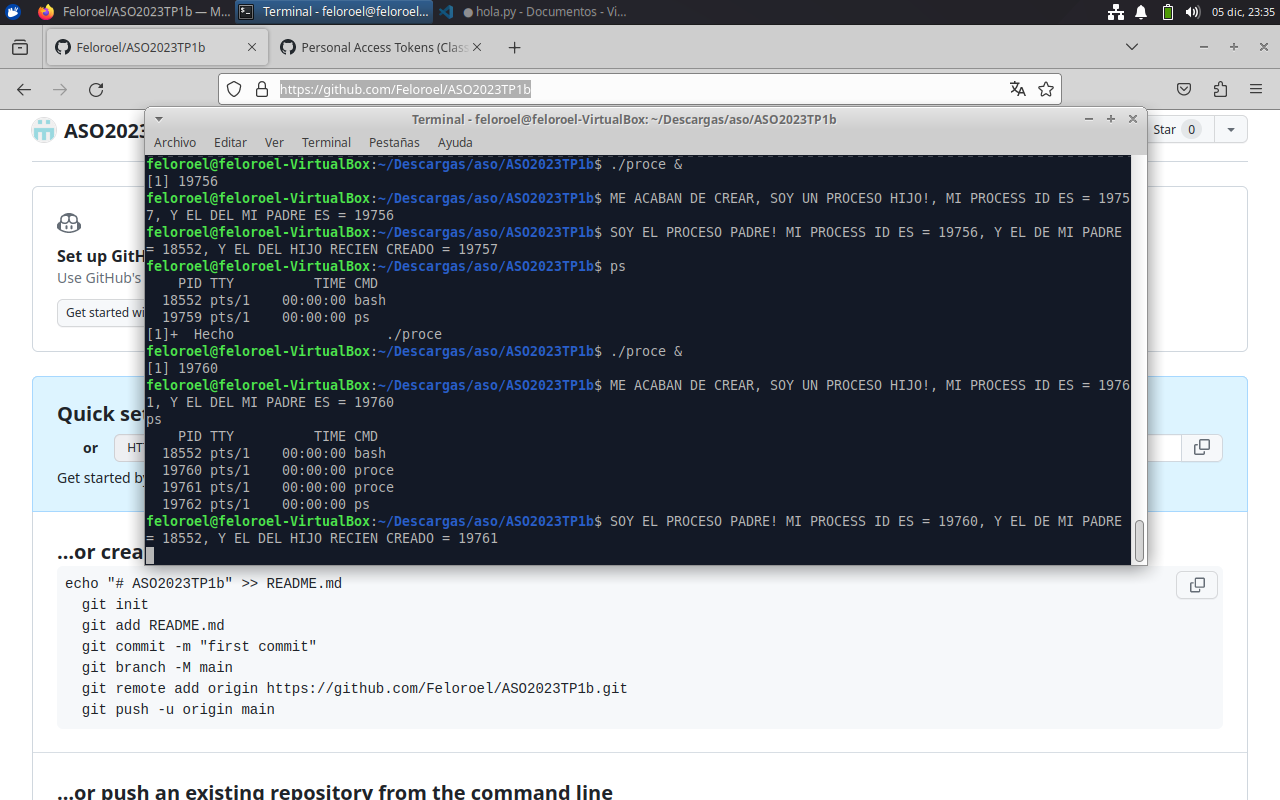 Feloroel/ASO2023TP1b — M...
Terminal - feloroel@feloroel...
hola.py - Documentos - Vi...
05 dic, 23:35
Feloroel/ASO2023TP1b
Personal Access Tokens (Clas
https://github.com/Feloroel/ASO2023TP1b
ASO2023
Star 0
Terminal - feloroel@feloroel-VirtualBox: ~/Descargas/aso/ASO2023TP1b
Archivo Editar Ver Terminal Pestañas Ayuda
feloroel@feloroel-VirtualBox:~/Descargas/aso/ASO2023TP1b$ ./proce &
[1] 19756
feloroel@feloroel-VirtualBox:~/Descargas/aso/ASO2023TP1b$ ME ACABAN DE CREAR, SOY UN PROCESO HIJO!, MI PROCESS ID ES = 1975
7, Y EL DEL MI PADRE ES = 19756
feloroel@feloroel-VirtualBox:~/Descargas/aso/ASO2023TP1b$ SOY EL PROCESO PADRE! MI PROCESS ID ES = 19756, Y EL DE MI PADRE
= 18552, Y EL DEL HIJO RECIEN CREADO = 19757
feloroel@feloroel-VirtualBox:~/Descargas/aso/ASO2023TP1b$ ps
PID TTY TIME CMD
18552 pts/1 00:00:00 bash
19759 pts/1 00:00:00 ps
[1]+ Hecho ./proce
feloroel@feloroel-VirtualBox:~/Descargas/aso/ASO2023TP1b$ ./proce &
[1] 19760
feloroel@feloroel-VirtualBox:~/Descargas/aso/ASO2023TP1b$ ME ACABAN DE CREAR, SOY UN PROCESO HIJO!, MI PROCESS ID ES = 1976
1, Y EL DEL MI PADRE ES = 19760
ps
PID TTY TIME CMD
18552 pts/1 00:00:00 bash
19760 pts/1 00:00:00 proce
19761 pts/1 00:00:00 proce
19762 pts/1 00:00:00 ps
feloroel@feloroel-VirtualBox:~/Descargas/aso/ASO2023TP1b$ SOY EL PROCESO PADRE! MI PROCESS ID ES = 19760, Y EL DE MI PADRE
= 18552, Y EL DEL HIJO RECIEN CREADO = 19761
Set up GitH
Use GitHub's
Get started wi
Quick set
or HTT
Get started by
...or crea
echo "# ASO2023TP1b" >> README.md
git init
git add README.md
git commit -m "first commit"
git branch -M main
git remote add origin https://github.com/Feloroel/ASO2023TP1b.git
git push -u origin main
...or push an existing repository from the command line